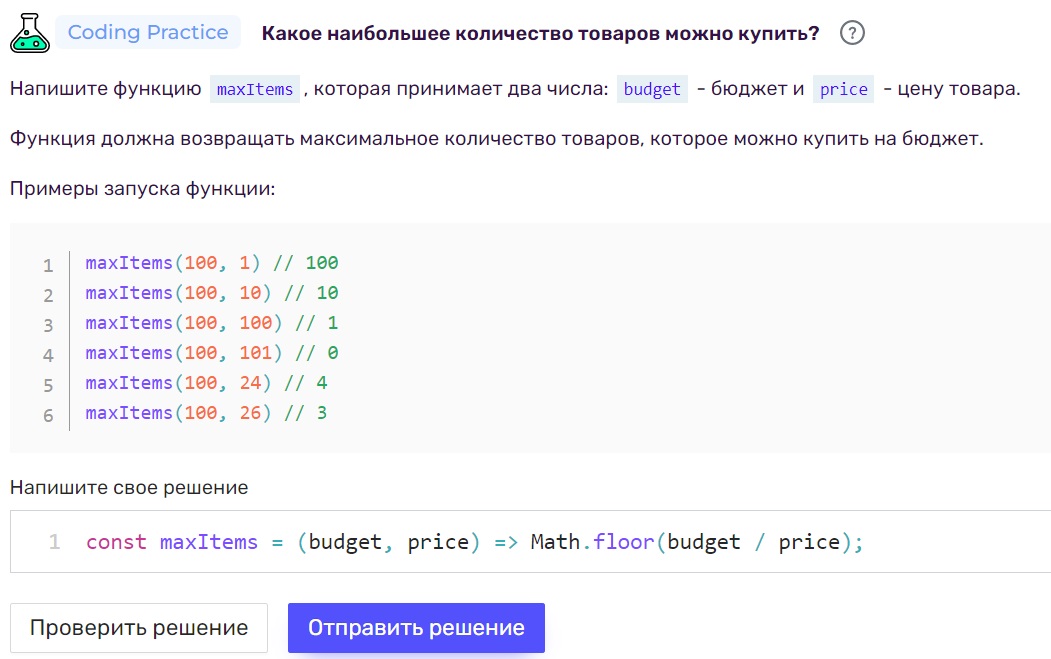 Coding Practice Какое наибольшее количество товаров можно купить? ?
Напишите функцию maxItems , которая принимает два числа: budget - бюджет и price - цену товара.
Функция должна возвращать максимальное количество товаров, которое можно купить на бюджет.
Примеры запуска функции:
1 maxItems(100, 1) // 100
2 maxItems(100, 10) // 10
3 maxItems(100, 100) // 1
4 maxItems(100, 101) // 0
5 maxItems(100, 24) // 4
6 maxItems(100, 26) // 3
Напишите свое решение
1 const maxItems = (budget, price) => Math.floor(budget / price);
Проверить решение Отправить решение